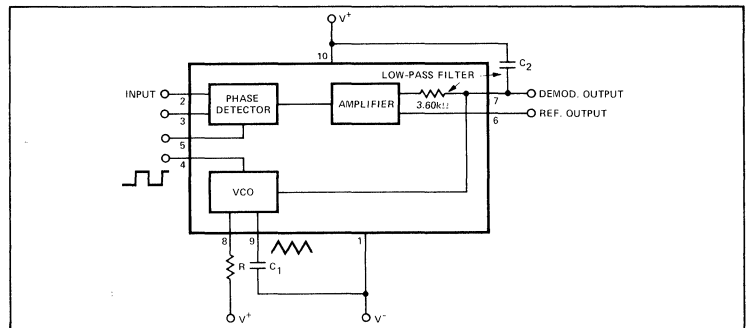 V+
10
C2
LOW-PASS FILTER
INPUT
2
PHASE DETECTOR
AMPLIFIER
3.60kΩ
7
DEMOD. OUTPUT
3
6
REF. OUTPUT
5
4
VCO
8
9
1
R
C1
V+
V-